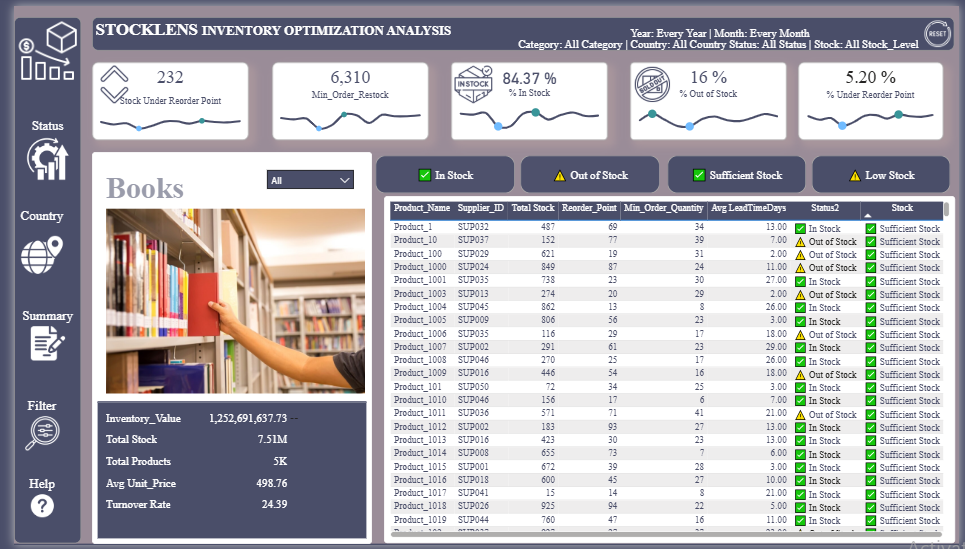 STOCKLENS INVENTORY OPTIMIZATION ANALYSIS
Year: Every Year | Month: Every Month
Category: All Category | Country: All Country Status: All Status | Stock: All Stock_Level
RESET
Status
Country
Summary
Filter
Help
232
Stock Under Reorder Point
6,310
Min_Order_Restock
IN STOCK
84.37 %
% In Stock
SOLD OUT
16 %
% Out of Stock
5.20 %
% Under Reorder Point
Books
All
In Stock
Out of Stock
Sufficient Stock
Low Stock
Inventory_Value 1,252,691,637.73 --
Total Stock 7.51M
Total Products 5K
Avg Unit_Price 498.76
Turnover Rate 24.39
Product_Name Supplier_ID Total Stock Reorder_Point Min_Order_Quantity Avg LeadTimeDays Status2 Stock
Product_1 SUP032 487 69 34 13.00 In Stock Sufficient Stock
Product_10 SUP037 152 77 39 7.00 Out of Stock Sufficient Stock
Product_100 SUP029 621 19 31 2.00 Out of Stock Sufficient Stock
Product_1000 SUP024 849 87 24 11.00 Out of Stock Sufficient Stock
Product_1001 SUP035 738 23 30 27.00 In Stock Sufficient Stock
Product_1003 SUP013 274 20 29 2.00 Out of Stock Sufficient Stock
Product_1004 SUP045 862 13 8 26.00 In Stock Sufficient Stock
Product_1005 SUP009 806 56 23 3.00 In Stock Sufficient Stock
Product_1006 SUP035 116 29 17 18.00 Out of Stock Sufficient Stock
Product_1007 SUP002 291 61 23 29.00 In Stock Sufficient Stock
Product_1008 SUP046 270 25 17 26.00 In Stock Sufficient Stock
Product_1009 SUP016 446 54 16 18.00 Out of Stock Sufficient Stock
Product_101 SUP050 72 34 25 3.00 In Stock Sufficient Stock
Product_1010 SUP046 156 17 6 7.00 In Stock Sufficient Stock
Product_1011 SUP036 571 71 41 21.00 Out of Stock Sufficient Stock
Product_1012 SUP002 183 93 27 13.00 In Stock Sufficient Stock
Product_1013 SUP016 423 30 23 13.00 In Stock Sufficient Stock
Product_1014 SUP008 655 73 7 6.00 In Stock Sufficient Stock
Product_1015 SUP001 672 39 28 3.00 In Stock Sufficient Stock
Product_1016 SUP018 600 45 27 10.00 In Stock Sufficient Stock
Product_1017 SUP041 15 14 8 21.00 In Stock Sufficient Stock
Product_1018 SUP026 925 94 22 5.00 In Stock Sufficient Stock
Product_1019 SUP044 760 47 16 11.00 In Stock Sufficient Stock